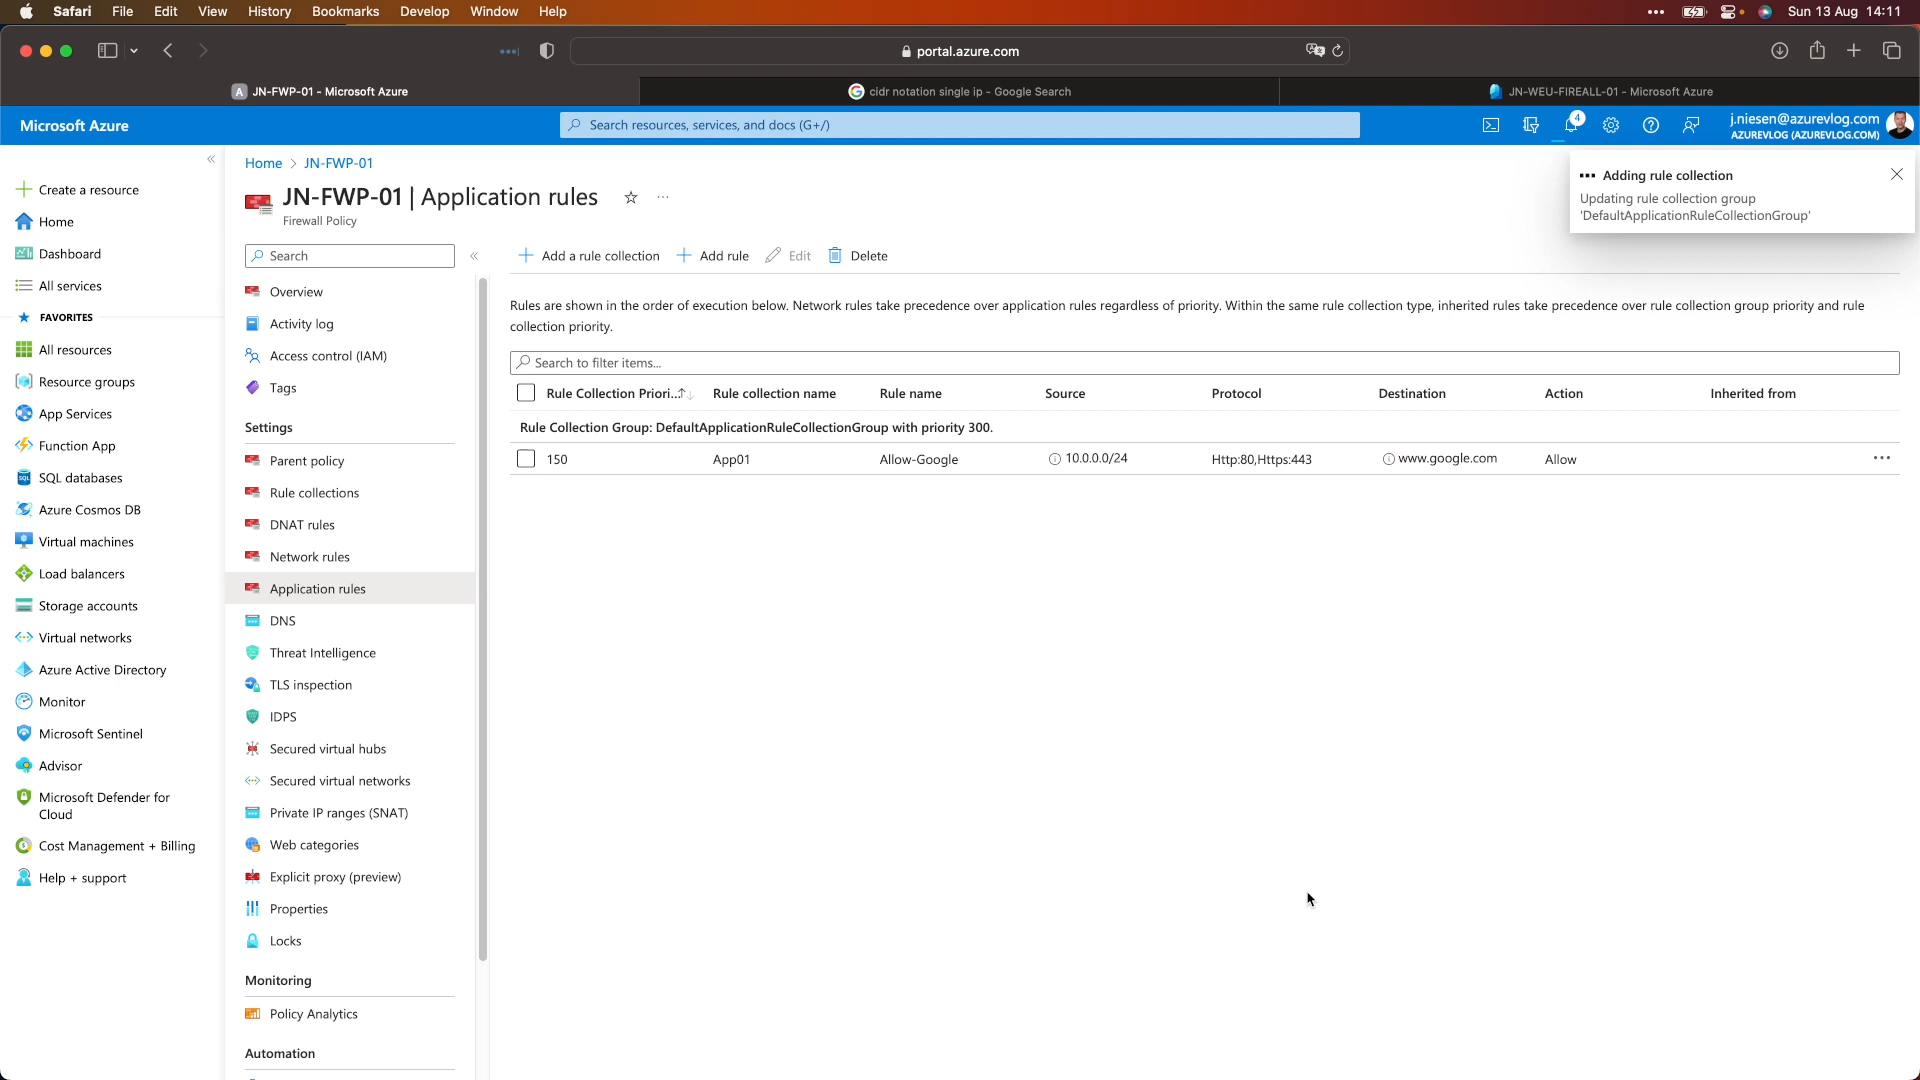 Safari File Edit View History Bookmarks Develop Window Help
Sun 13 Aug 14:11
portal.azure.com
A JN-FWP-01 - Microsoft Azure
cidr notation single ip - Google Search
JN-WEU-FIREALL-01 - Microsoft Azure
Microsoft Azure
Search resources, services, and docs (G+/)
4
j.niesen@azurevlog.com
AZUREVLOG (AZUREVLOG.COM)
Create a resource
Home
Dashboard
All services
FAVORITES
All resources
Resource groups
App Services
Function App
SQL databases
Azure Cosmos DB
Virtual machines
Load balancers
Storage accounts
Virtual networks
Azure Active Directory
Monitor
Microsoft Sentinel
Advisor
Microsoft Defender for
Cloud
Cost Management + Billing
Help + support
Home > JN-FWP-01
JN-FWP-01 | Application rules
Firewall Policy
Search
Overview
Activity log
Access control (IAM)
Tags
Settings
Parent policy
Rule collections
DNAT rules
Network rules
Application rules
DNS
Threat Intelligence
TLS inspection
IDPS
Secured virtual hubs
Secured virtual networks
Private IP ranges (SNAT)
Web categories
Explicit proxy (preview)
Properties
Locks
Monitoring
Policy Analytics
Automation
Adding rule collection
Updating rule collection group
'DefaultApplicationRuleCollectionGroup'
Add a rule collection Add rule Edit Delete
Rules are shown in the order of execution below. Network rules take precedence over application rules regardless of priority. Within the same rule collection type, inherited rules take precedence over rule collection group priority and rule
collection priority.
Search to filter items...
Rule Collection Priori... Rule collection name Rule name Source Protocol Destination Action Inherited from
Rule Collection Group: DefaultApplicationRuleCollectionGroup with priority 300.
150 App01 Allow-Google 10.0.0.0/24 Http:80,Https:443 www.google.com Allow